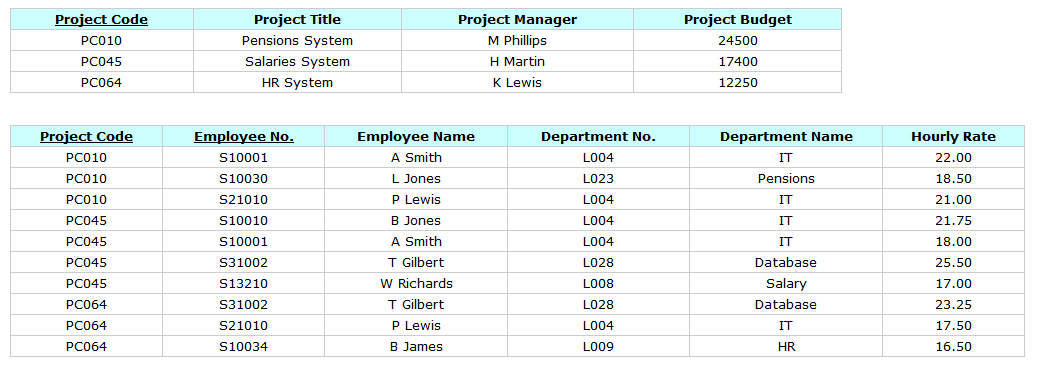 Project Code Project Title Project Manager Project Budget
PC010 Pensions System M Phillips 24500
PC045 Salaries System H Martin 17400
PC064 HR System K Lewis 12250
Project Code Employee No. Employee Name Department No. Department Name Hourly Rate
PC010 S10001 A Smith L004 IT 22.00
PC010 S10030 L Jones L023 Pensions 18.50
PC010 S21010 P Lewis L004 IT 21.00
PC045 S10010 B Jones L004 IT 21.75
PC045 S10001 A Smith L004 IT 18.00
PC045 S31002 T Gilbert L028 Database 25.50
PC045 S13210 W Richards L008 Salary 17.00
PC064 S31002 T Gilbert L028 Database 23.25
PC064 S21010 P Lewis L004 IT 17.50
PC064 S10034 B James L009 HR 16.50